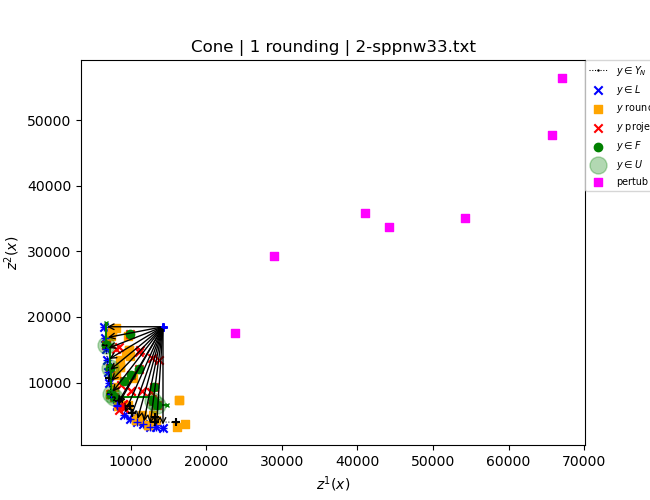 Cone | 1 rounding | 2-sppnw33.txt
z²(x)
50000
40000
30000
20000
10000
10000 20000 30000 40000 50000 60000 70000
z¹(x)
y ∈ Y_N
y ∈ L
y roun
y proje
y ∈ F
y ∈ U
pertub